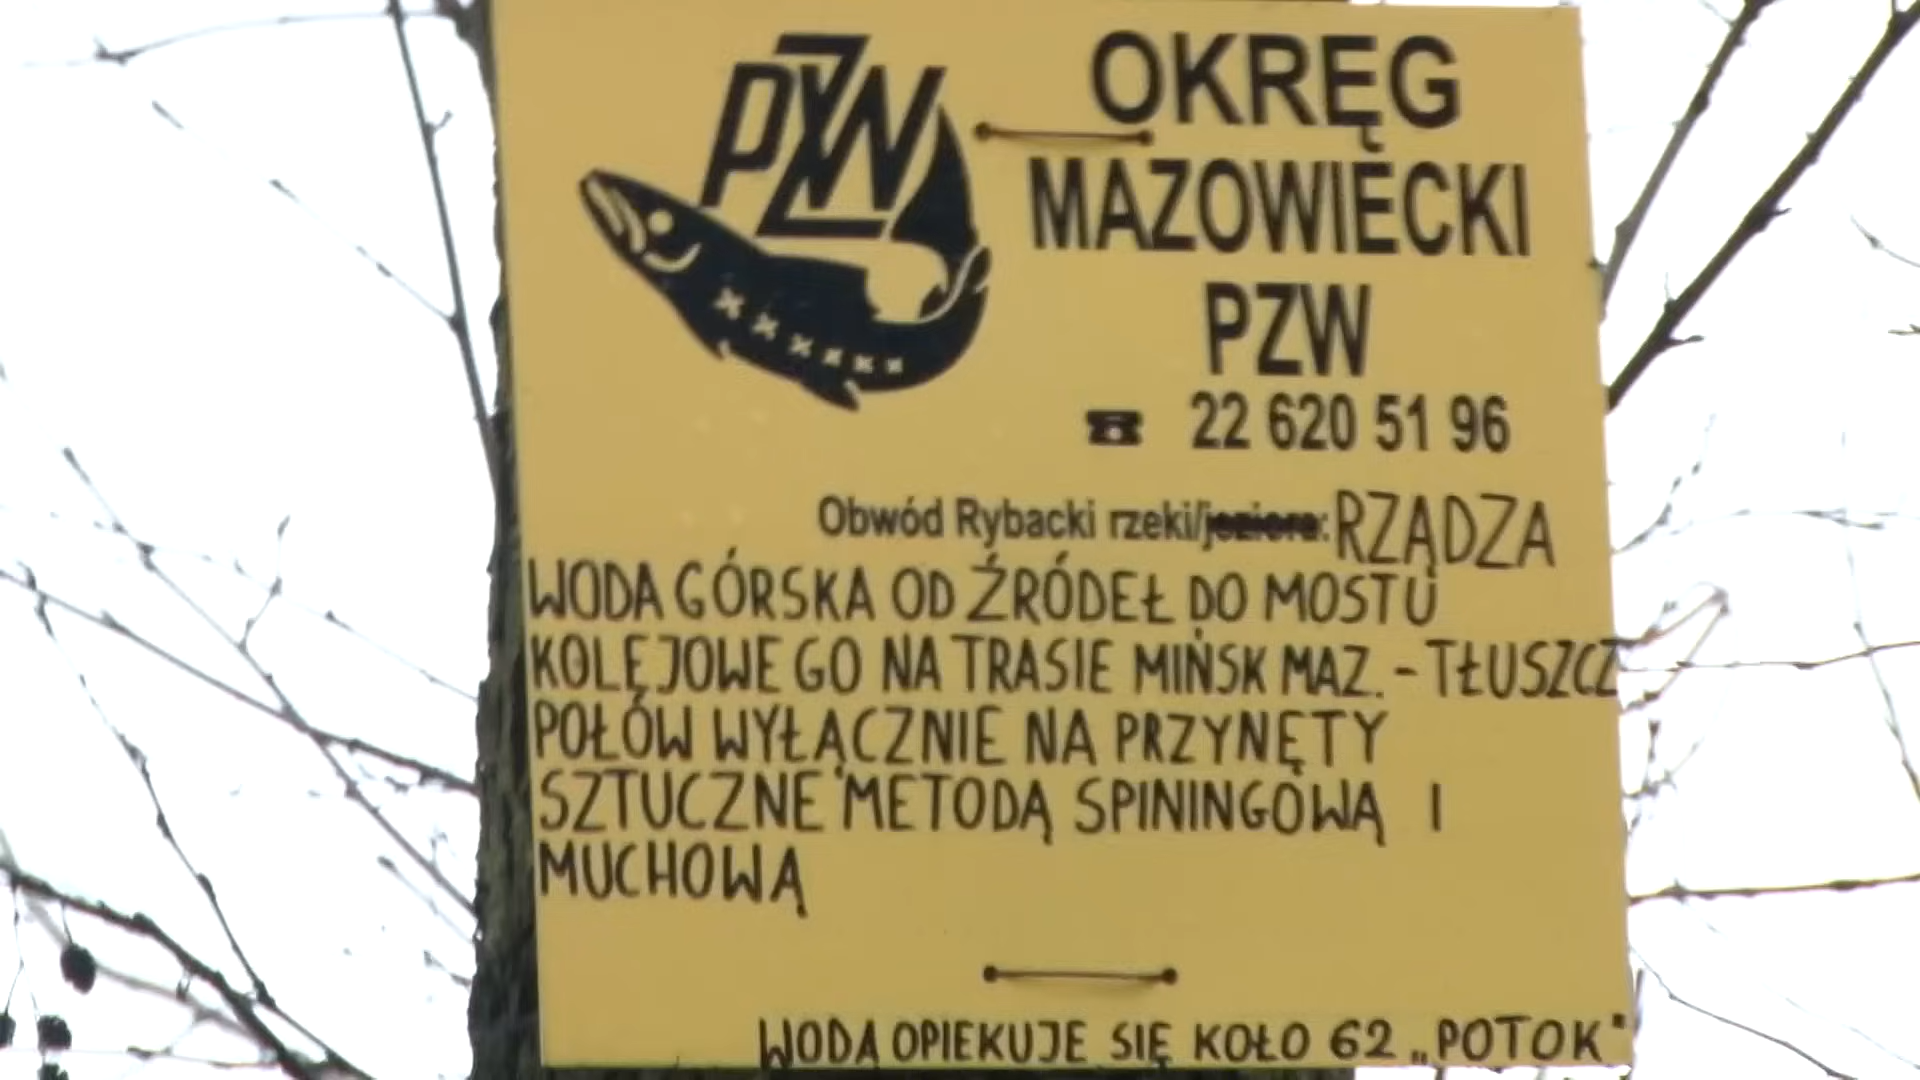 PZW
OKRĘG
MAZOWIECKI
PZW
☎ 22 620 51 96
Obwód Rybacki rzeki/jeziora: RZĄDZA
WODA GÓRSKA OD ŹRÓDEŁ DO MOSTU
KOLEJOWEGO NA TRASIE MIŃSK MAZ. - TŁUSZCZ
POŁÓW WYŁĄCZNIE NA PRZYNĘTY
SZTUCZNE METODĄ SPININGOWĄ I
MUCHOWĄ
WODĄ OPIEKUJE SIĘ KOŁO 62 „POTOK"